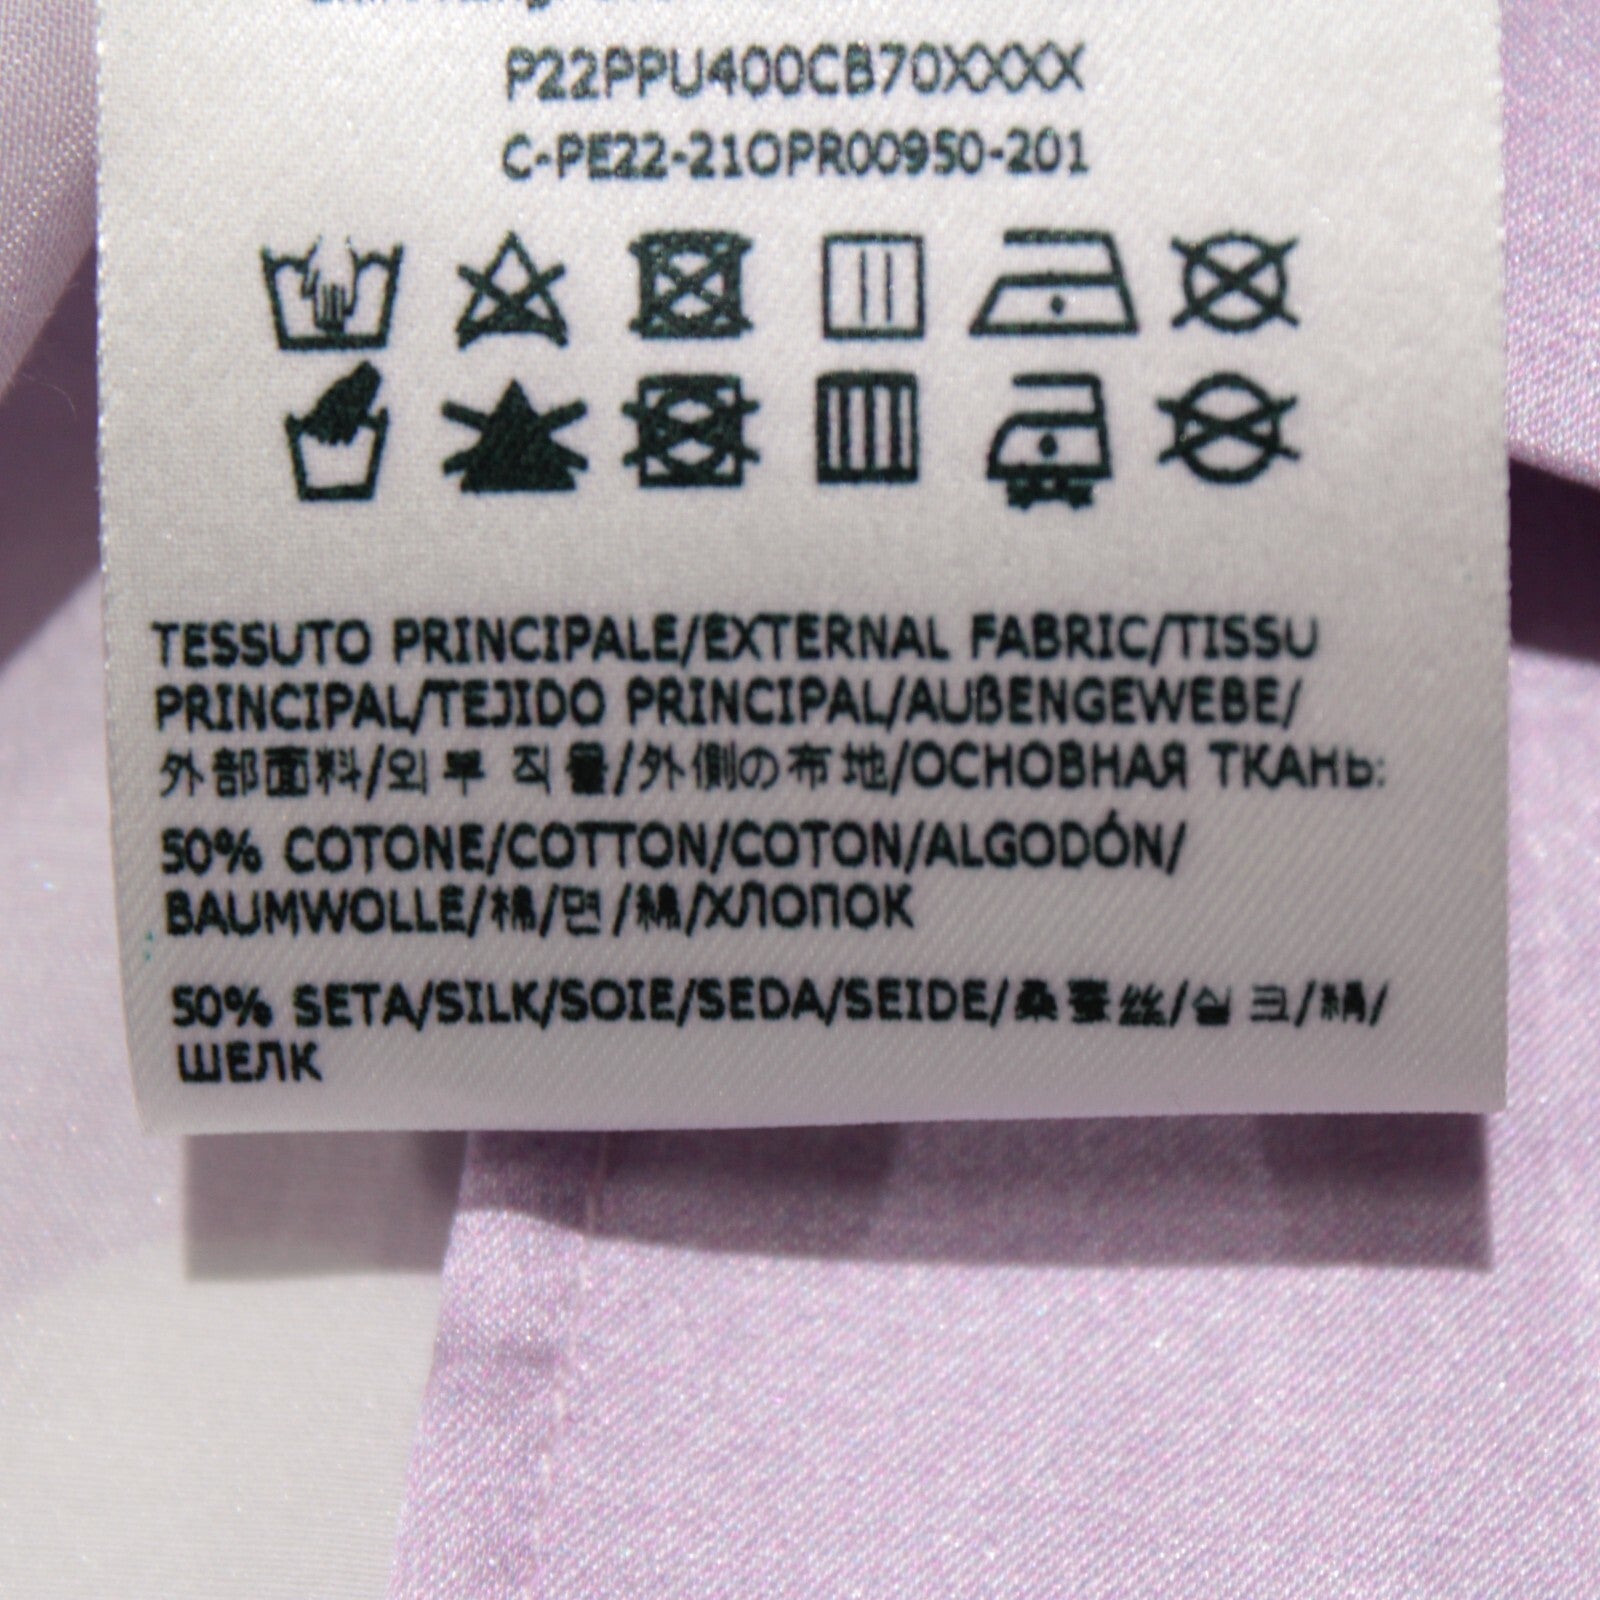 P22PPU400CB70XXXX
C-PE22-21OPR00950-201
TESSUTO PRINCIPALE/EXTERNAL FABRIC/TISSU
PRINCIPAL/TEJIDO PRINCIPAL/AUßENGEWEBE/
外部面料/외부 직물/外側の布地/ОСНОВНАЯ ТКАНЬ:
50% COTONE/COTTON/COTON/ALGODÓN/
BAUMWOLLE/棉/면/綿/ХЛОПОК
50% SETA/SILK/SOIE/SEDA/SEIDE/桑蚕丝/실크/絹/
ШЕЛК